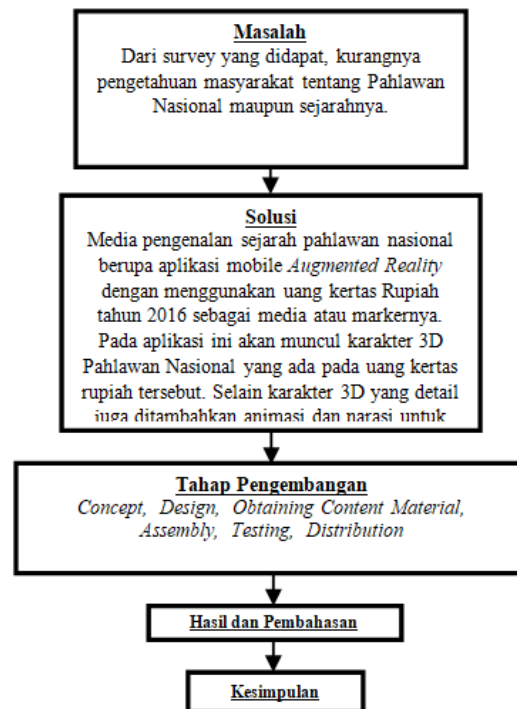 Masalah
Dari survey yang didapat, kurangnya
pengetahuan masyarakat tentang Pahlawan
Nasional maupun sejarahnya.
Solusi
Media pengenalan sejarah pahlawan nasional
berupa aplikasi mobile Augmented Reality
dengan menggunakan uang kertas Rupiah
tahun 2016 sebagai media atau markernya.
Pada aplikasi ini akan muncul karakter 3D
Pahlawan Nasional yang ada pada uang kertas
rupiah tersebut. Selain karakter 3D yang detail
juga ditambahkan animasi dan narasi untuk
Tahap Pengembangan
Concept, Design, Obtaining Content Material,
Assembly, Testing, Distribution
Hasil dan Pembahasan
Kesimpulan